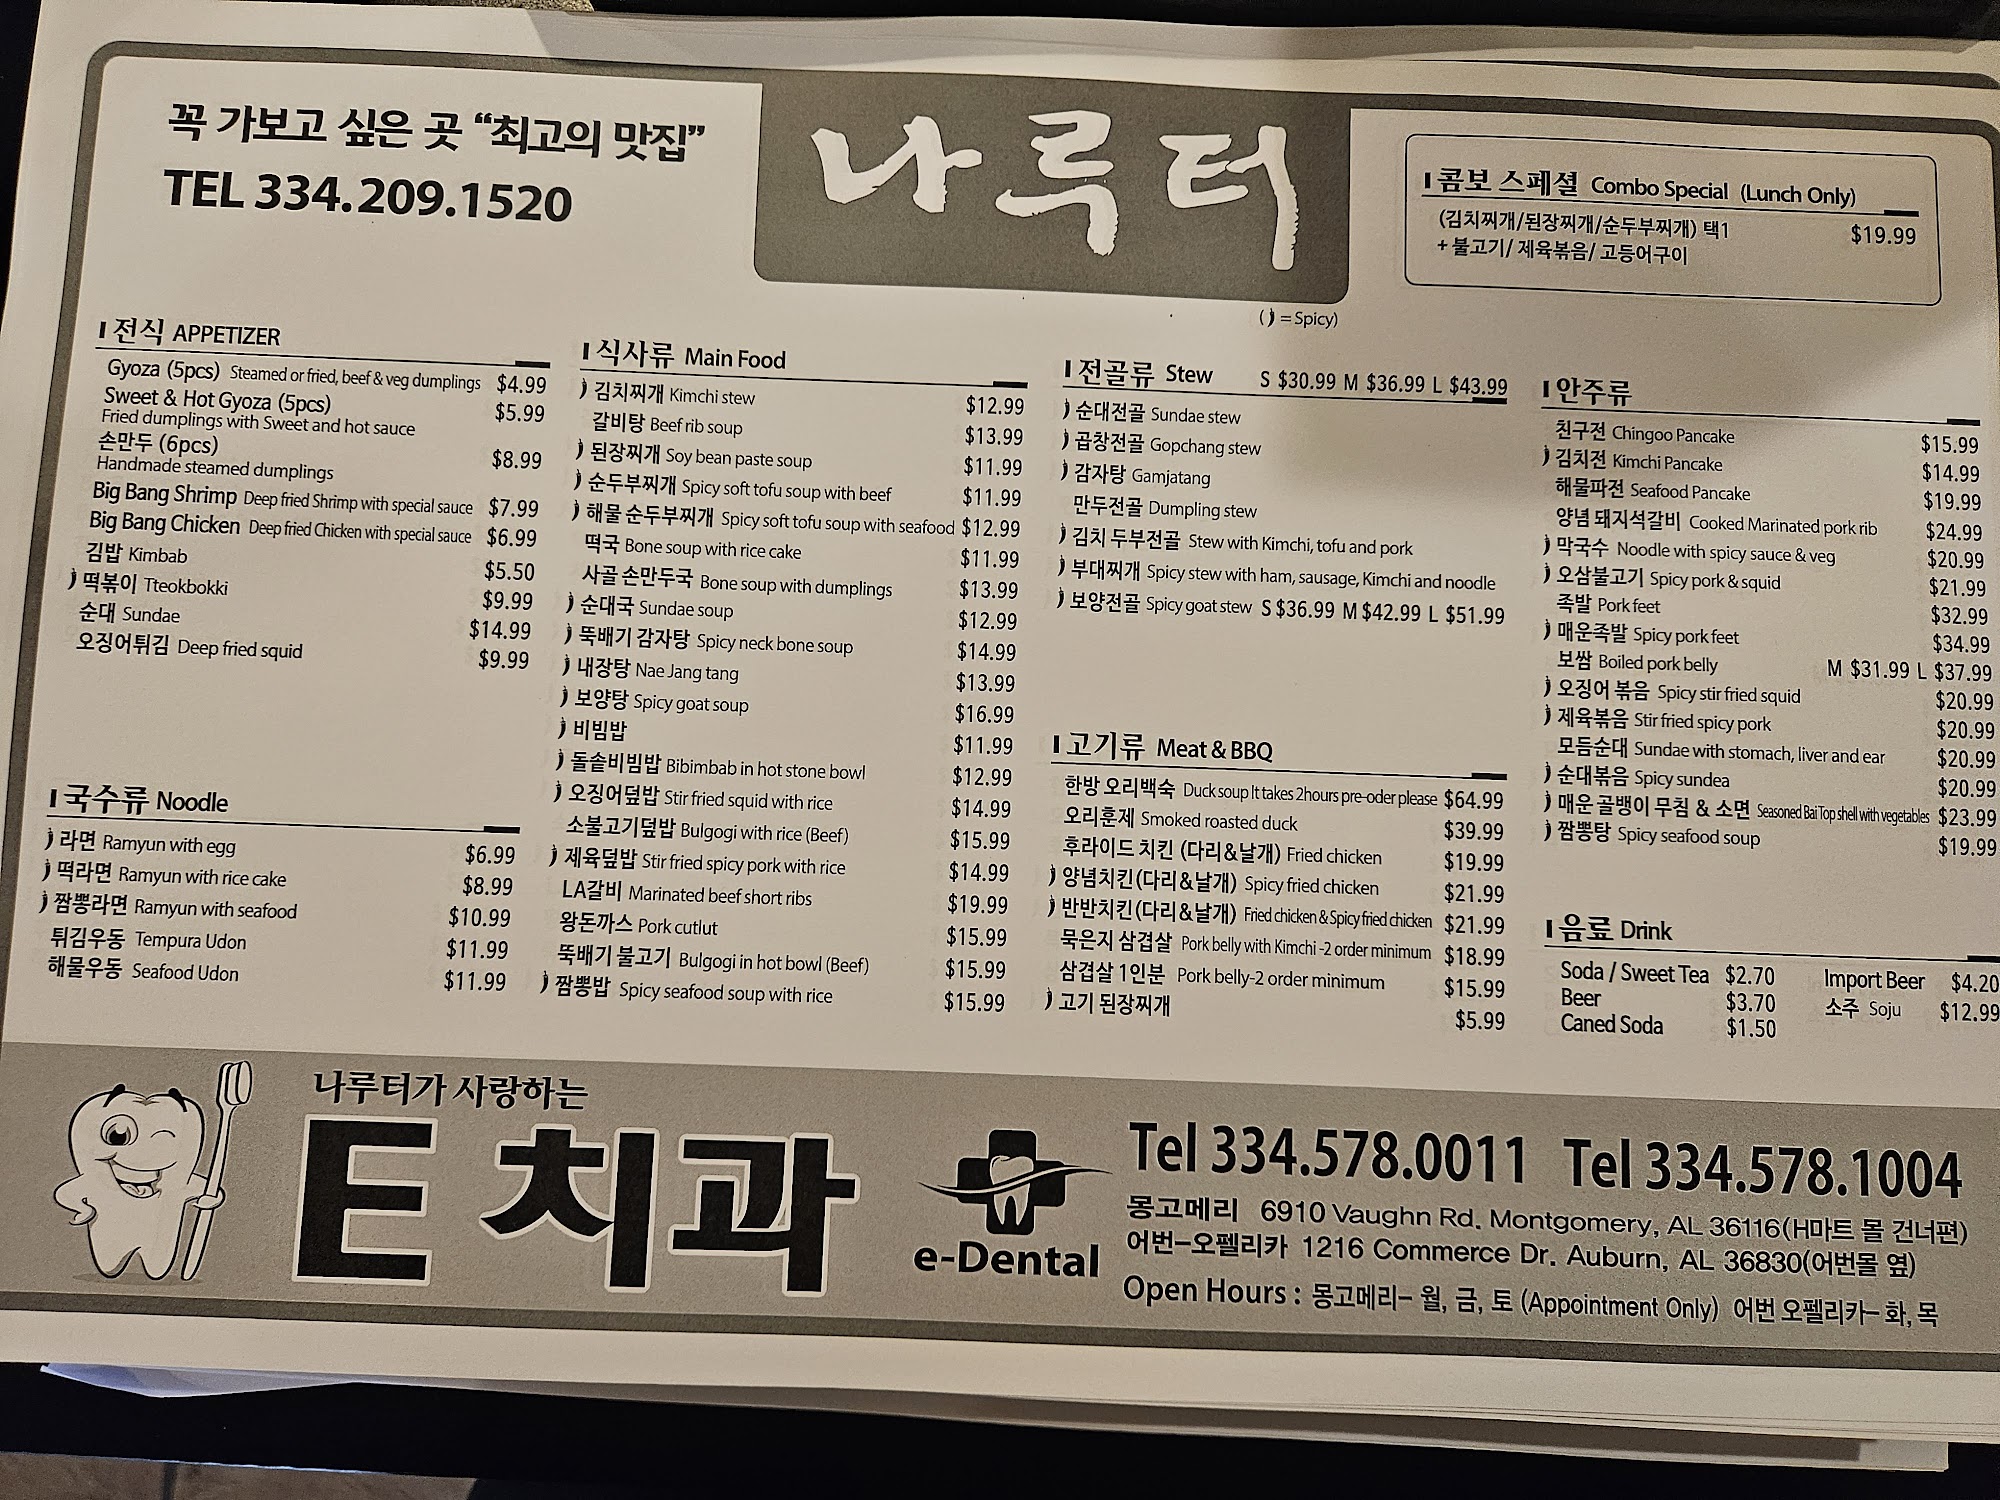 꼭 가보고 싶은 곳 “최고의 맛집”
TEL 334.209.1520
나루터
콤보 스페셜 Combo Special (Lunch Only)
(김치찌개/된장찌개/순두부찌개) 택1 $19.99
+ 불고기/ 제육볶음/ 고등어구이
( = Spicy)
전식 APPETIZER
Gyoza (5pcs) Steamed or fried, beef & veg dumplings $4.99
Sweet & Hot Gyoza (5pcs) $5.99
Fried dumplings with Sweet and hot sauce
손만두 (6pcs) $8.99
Handmade steamed dumplings
Big Bang Shrimp Deep fried Shrimp with special sauce $7.99
Big Bang Chicken Deep fried Chicken with special sauce $6.99
김밥 Kimbab $5.50
떡볶이 Tteokbokki $9.99
순대 Sundae $14.99
오징어튀김 Deep fried squid $9.99
국수류 Noodle
라면 Ramyun with egg $6.99
떡라면 Ramyun with rice cake $8.99
짬뽕라면 Ramyun with seafood $10.99
튀김우동 Tempura Udon $11.99
해물우동 Seafood Udon $11.99
식사류 Main Food
김치찌개 Kimchi stew $12.99
갈비탕 Beef rib soup $13.99
된장찌개 Soy bean paste soup $11.99
순두부찌개 Spicy soft tofu soup with beef $11.99
해물 순두부찌개 Spicy soft tofu soup with seafood $12.99
떡국 Bone soup with rice cake $11.99
사골 손만두국 Bone soup with dumplings $13.99
순대국 Sundae soup $12.99
뚝배기 감자탕 Spicy neck bone soup $14.99
내장탕 Nae Jang tang $13.99
보양탕 Spicy goat soup $16.99
비빔밥 $11.99
돌솥비빔밥 Bibimbab in hot stone bowl $12.99
오징어덮밥 Stir fried squid with rice $14.99
소불고기덮밥 Bulgogi with rice (Beef) $15.99
제육덮밥 Stir fried spicy pork with rice $14.99
LA갈비 Marinated beef short ribs $19.99
왕돈까스 Pork cutlut $15.99
뚝배기 불고기 Bulgogi in hot bowl (Beef) $15.99
짬뽕밥 Spicy seafood soup with rice $15.99
전골류 Stew S $30.99 M $36.99 L $43.99
순대전골 Sundae stew
곱창전골 Gopchang stew
감자탕 Gamjatang
만두전골 Dumpling stew
김치 두부전골 Stew with Kimchi, tofu and pork
부대찌개 Spicy stew with ham, sausage, Kimchi and noodle
보양전골 Spicy goat stew S $36.99 M $42.99 L $51.99
고기류 Meat & BBQ
한방 오리백숙 Duck soup It takes 2hours pre-oder please $64.99
오리훈제 Smoked roasted duck $39.99
후라이드 치킨 (다리&날개) Fried chicken $19.99
양념치킨(다리&날개) Spicy fried chicken $21.99
반반치킨(다리&날개) Fried chicken & Spicy fried chicken $21.99
묵은지 삼겹살 Pork belly with Kimchi -2 order minimum $18.99
삼겹살 1인분 Pork belly-2 order minimum $15.99
고기 된장찌개 $5.99
안주류
친구전 Chingoo Pancake $15.99
김치전 Kimchi Pancake $14.99
해물파전 Seafood Pancake $19.99
양념 돼지석갈비 Cooked Marinated pork rib $24.99
막국수 Noodle with spicy sauce & veg $20.99
오삼불고기 Spicy pork & squid $21.99
족발 Pork feet $32.99
매운족발 Spicy pork feet $34.99
보쌈 Boiled pork belly M $31.99 L $37.99
오징어 볶음 Spicy stir fried squid $20.99
제육볶음 Stir fried spicy pork $20.99
모듬순대 Sundae with stomach, liver and ear $20.99
순대볶음 Spicy sundea $20.99
매운 골뱅이 무침 & 소면 Seasoned Bai Top shell with vegetables $23.99
짬뽕탕 Spicy seafood soup $19.99
음료 Drink
Soda / Sweet Tea $2.70
Beer $3.70
Caned Soda $1.50
Import Beer $4.20
소주 Soju $12.99
나루터가 사랑하는
E 치과
e-Dental
Tel 334.578.0011 Tel 334.578.1004
몽고메리 6910 Vaughn Rd. Montgomery, AL 36116(H마트 몰 건너편)
어번-오펠리카 1216 Commerce Dr. Auburn, AL 36830(어번몰 옆)
Open Hours : 몽고메리- 월, 금, 토 (Appointment Only) 어번 오펠리카- 화, 목